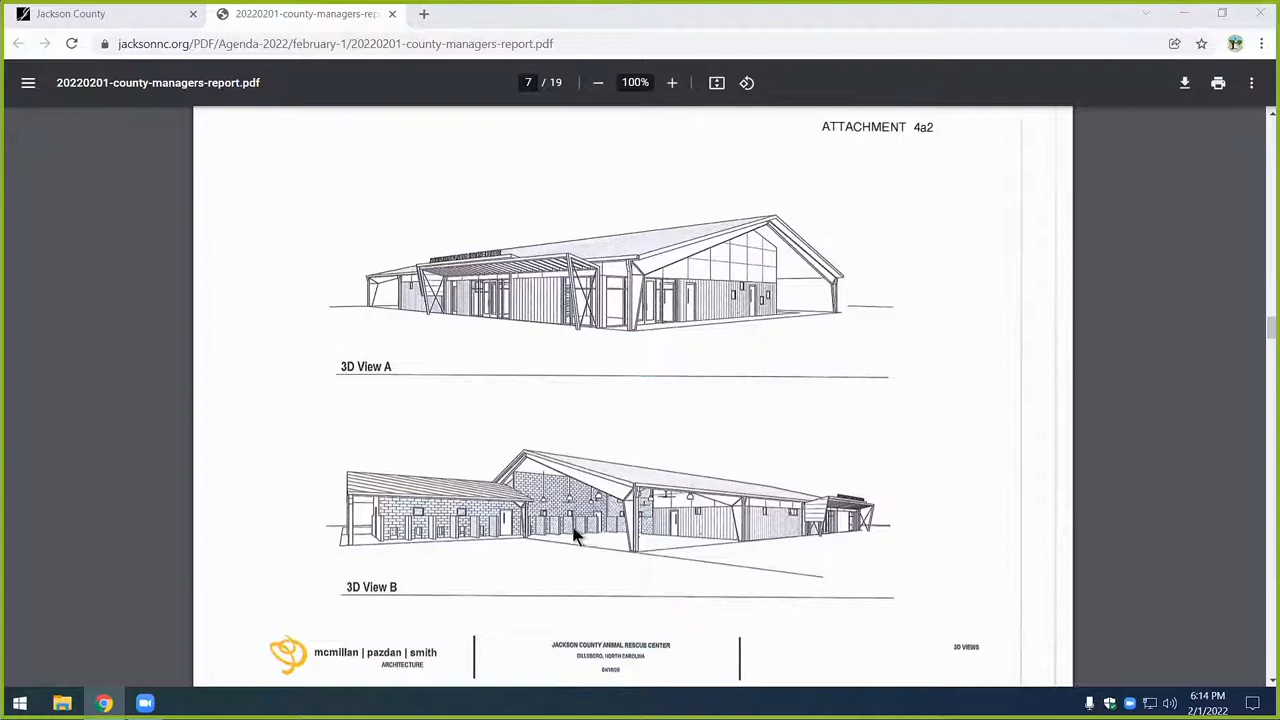 Jackson County
20220201-county-managers-repor
jacksonnc.org/PDF/Agenda-2022/february-1/20220201-county-managers-report.pdf
20220201-county-managers-report.pdf
7 / 19
100%
ATTACHMENT 4a2
3D View A
3D View B
mcmillan | pazdan | smith
ARCHITECTURE
JACKSON COUNTY ANIMAL RESCUE CENTER
DILLSBORO, NORTH CAROLINA
3D VIEWS
6:14 PM
2/1/2022